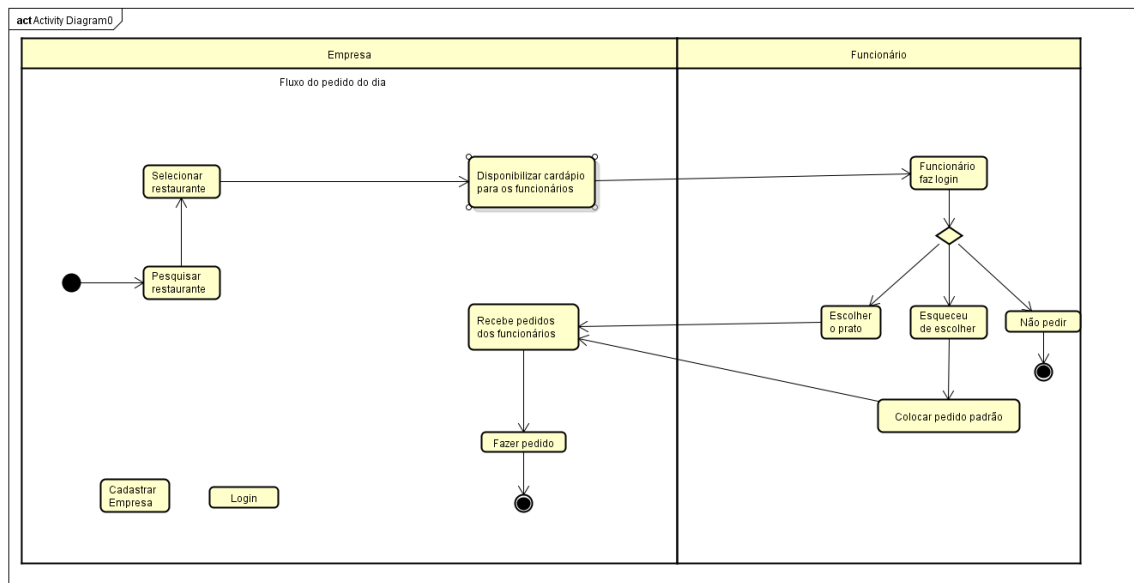 act Activity Diagram0
Empresa
Funcionário
Fluxo do pedido do dia
Selecionar
restaurante
Disponibilizar cardápio
para os funcionários
Funcionário
faz login
Pesquisar
restaurante
Recebe pedidos
dos funcionários
Escolher
o prato
Esqueceu
de escolher
Não pedir
Colocar pedido padrão
Fazer pedido
Cadastrar
Empresa
Login